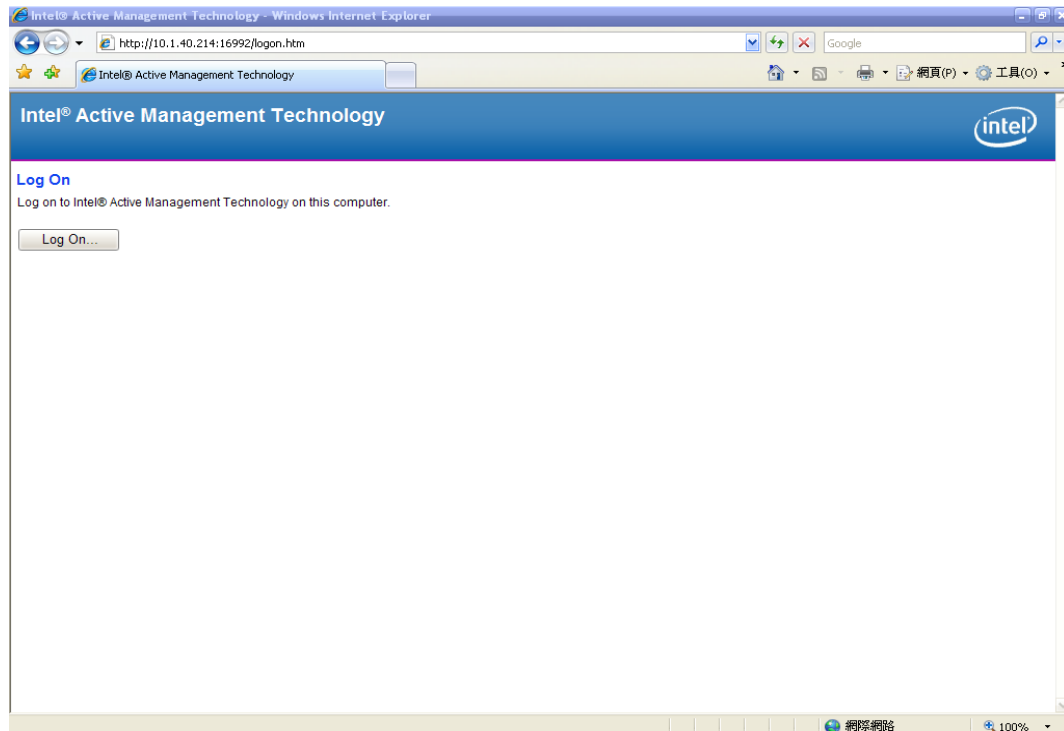 Intel® Active Management Technology - Windows Internet Explorer
http://10.1.40.214:16992/logon.htm
Google
Intel® Active Management Technology
網頁(P)
工具(O)
Intel® Active Management Technology
intel
Log On
Log on to Intel® Active Management Technology on this computer.
Log On...
網際網路
100%